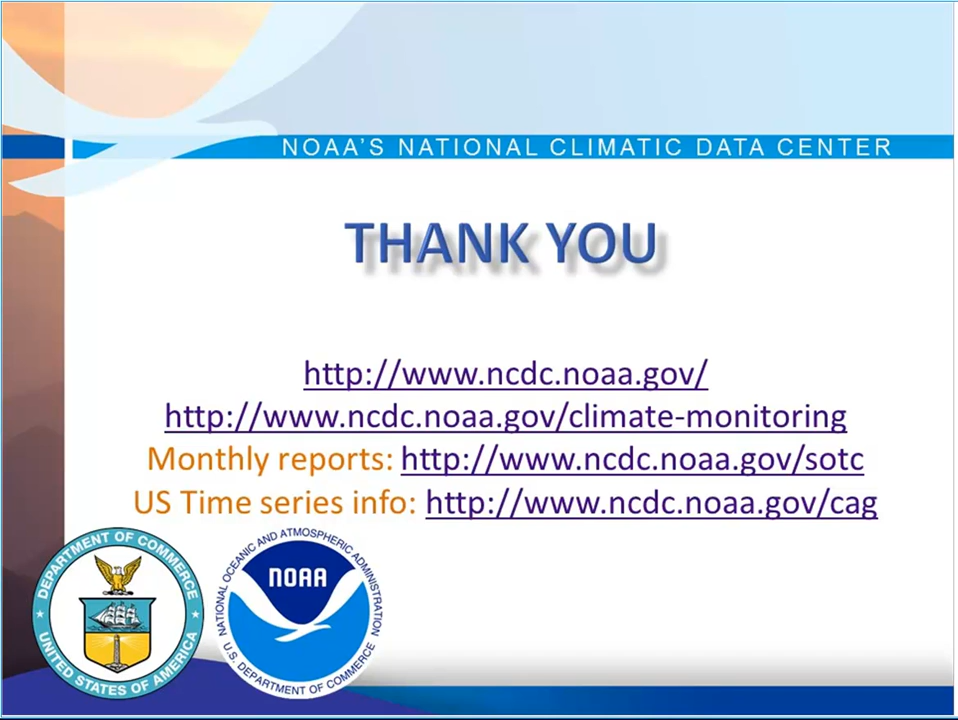 NOAA'S NATIONAL CLIMATIC DATA CENTER
THANK YOU
http://www.ncdc.noaa.gov/
http://www.ncdc.noaa.gov/climate-monitoring
Monthly reports: http://www.ncdc.noaa.gov/sotc
US Time series info: http://www.ncdc.noaa.gov/cag
DEPARTMENT OF COMMERCE
UNITED STATES OF AMERICA
NATIONAL OCEANIC AND ATMOSPHERIC ADMINISTRATION
NOAA
U.S. DEPARTMENT OF COMMERCE